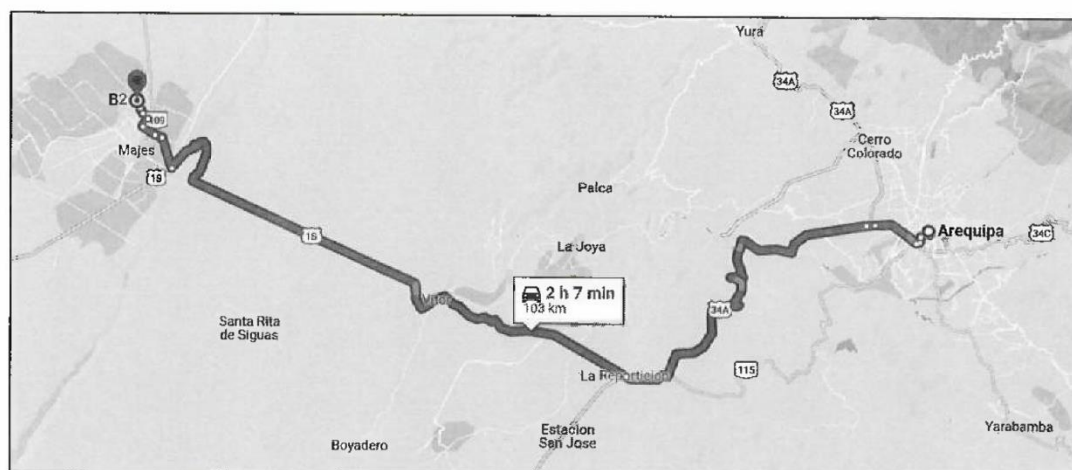 Yura
34A
B2
109
34A
Cerro
Colorado
Majes
1S
Palca
Arequipa
34C
1S
La Joya
Vitor
2 h 7 min
103 km
34A
Santa Rita
de Siguas
115
La Repartición
Estacion
San Jose
Yarabamba
Boyadero